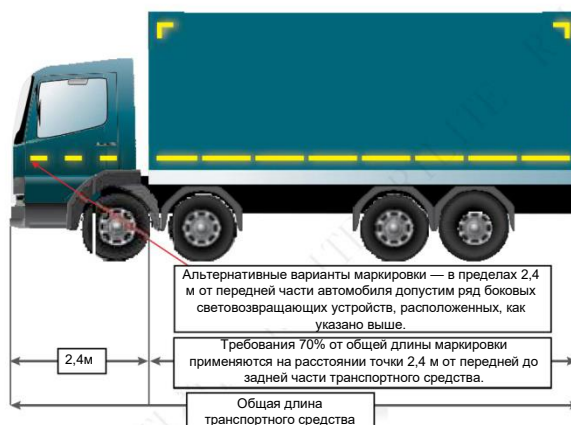 Альтернативные варианты маркировки — в пределах 2,4
м от передней части автомобиля допустим ряд боковых
световозвращающих устройств, расположенных, как
указано выше.
Требования 70% от общей длины маркировки
применяются на расстоянии точки 2,4 м от передней до
задней части транспортного средства.
2,4м
Общая длина
транспортного средства